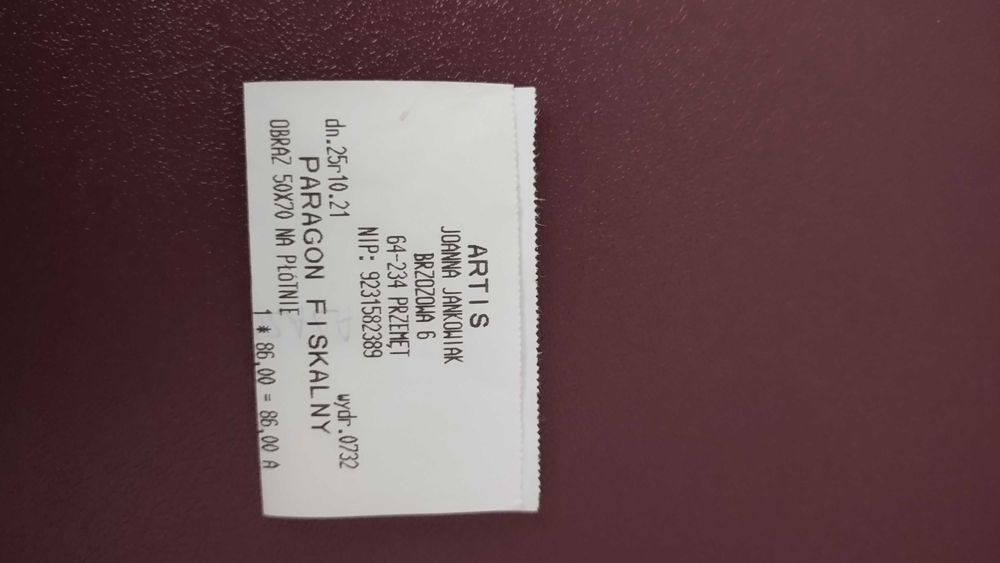 ARTIS
JOANNA JANKOWIAK
BRZOZOWA 6
64-234 PRZEMĘT
NIP: 9231582389
dn.25r10.21 wydr.0732
PARAGON FISKALNY
OBRAZ 50X70 NA PŁÓTNIE
1 * 86,00 = 86,00 A